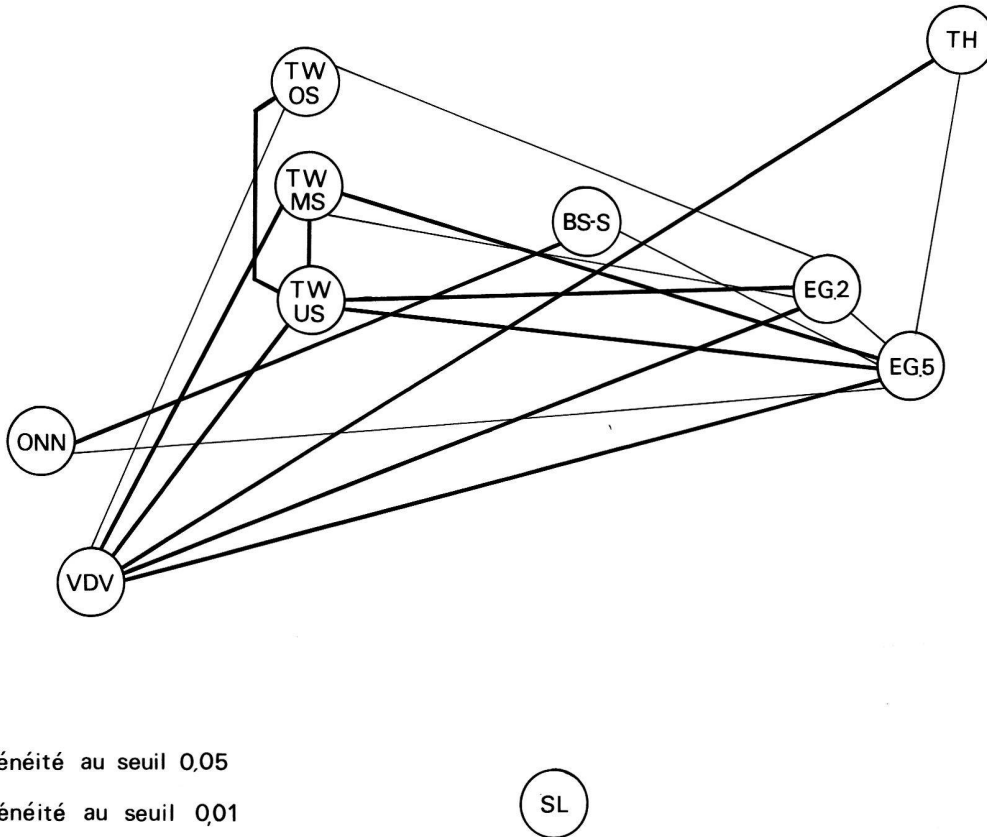 TH
TW
OS
TW
MS
BS-S
TW
US
EG.2
EG.5
ONN
VDV
énéité au seuil 0,05
énéité au seuil 0,01
SL